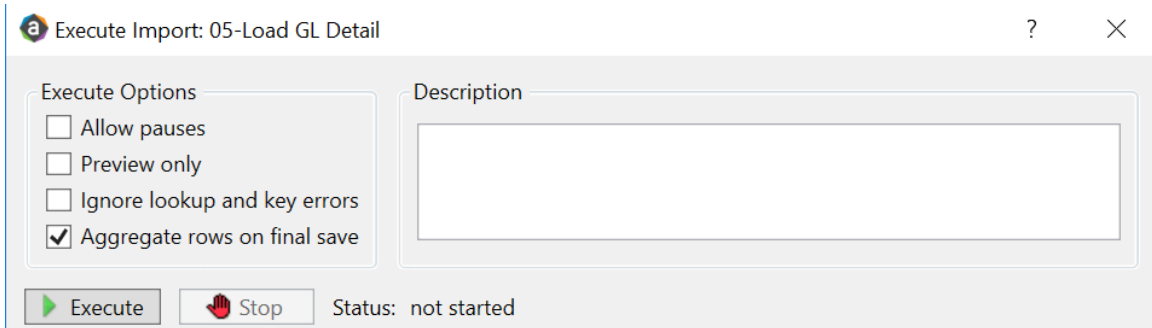 Execute Import: 05-Load GL Detail ?
Execute Options
Allow pauses
Preview only
Ignore lookup and key errors
Aggregate rows on final save
Description
Execute Stop Status: not started